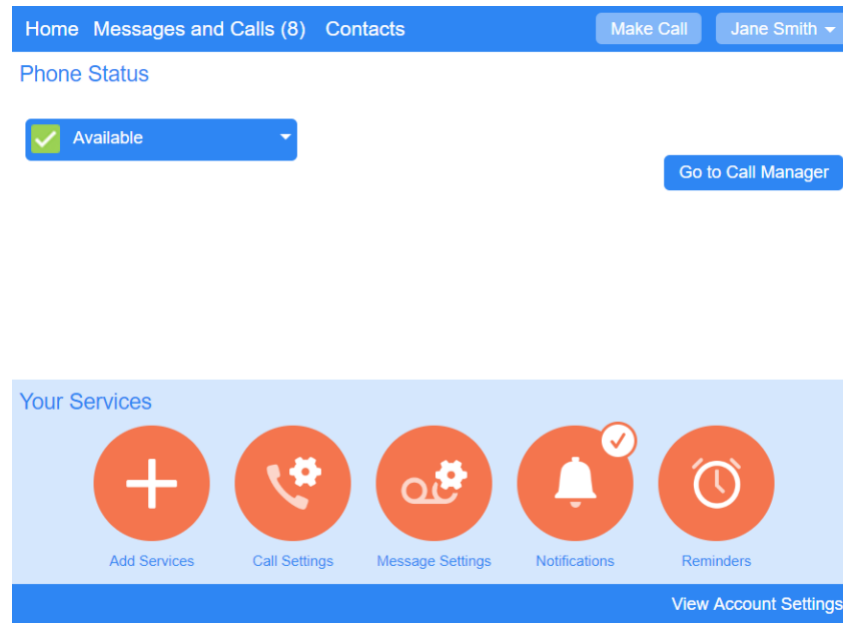 Home Messages and Calls (8) Contacts Make Call Jane Smith
Phone Status
Available
Go to Call Manager
Your Services
Add Services Call Settings Message Settings Notifications Reminders
View Account Settings